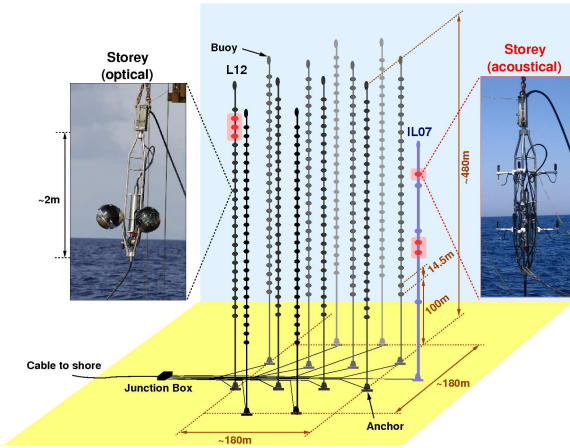 Storey
(optical)
Buoy
L12
Storey
(acoustical)
IL07
~2m
~480m
14.5m
100m
Cable to shore
Junction Box
~180m
~180m
Anchor